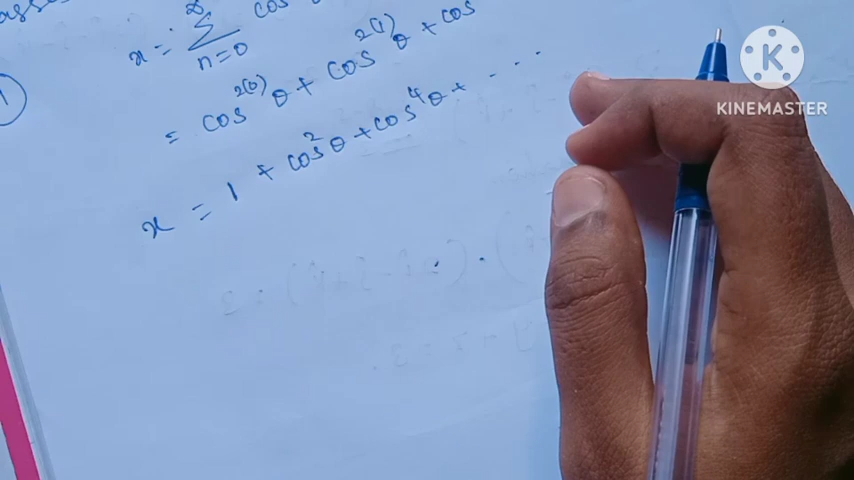 x = ∑_{n=0}^{∞} cos
①
= cos^{2(0)} θ + cos^{2(1)} θ + cos
x = 1 + cos²θ + cos⁴θ + ....
K
KINEMASTER